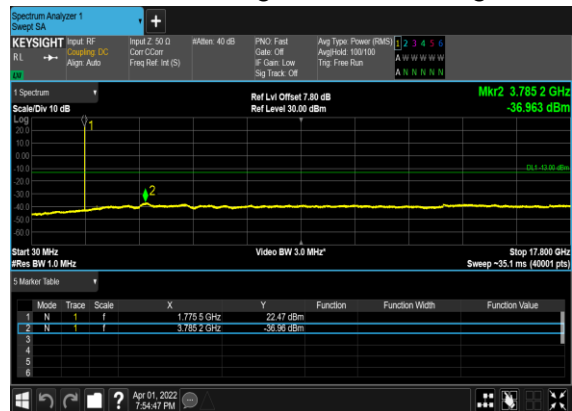 Spectrum Analyzer 1
Swept SA
+
KEYSIGHT Input: RF Input Z: 50 Ω #Atten: 40 dB PNO: Fast Avg Type: Power (RMS) 1 2 3 4 5 6
RL Coupling: DC Corr CCorr Gate: Off Avg|Hold: 100/100 A W W W W W
Align: Auto Freq Ref: Int (S) IF Gain: Low Trig: Free Run
LW Sig Track: Off A N N N N N
1 Spectrum Ref Lvl Offset 7.80 dB Mkr2 3.785 2 GHz
Scale/Div 10 dB Ref Level 30.00 dBm -36.963 dBm
Log
20.0
10.0
0.00
-10.0
-20.0
-30.0
-40.0
-50.0
-60.0
1
DL1 -13.00 dBm
2
Start 30 MHz Video BW 3.0 MHz* Stop 17.800 GHz
#Res BW 1.0 MHz Sweep ~35.1 ms (40001 pts)
5 Marker Table
Mode Trace Scale X Y Function Function Width Function Value
1 N 1 f 1.775 5 GHz 22.47 dBm
2 N 1 f 3.785 2 GHz -36.96 dBm
3
4
5
6
? Apr 01, 2022
7:54:47 PM